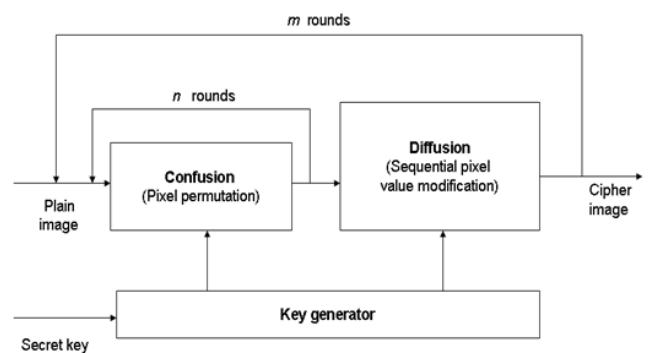 m rounds
n rounds
Confusion
(Pixel permutation)
Diffusion
(Sequential pixel
value modification)
Plain
image
Cipher
image
Key generator
Secret key